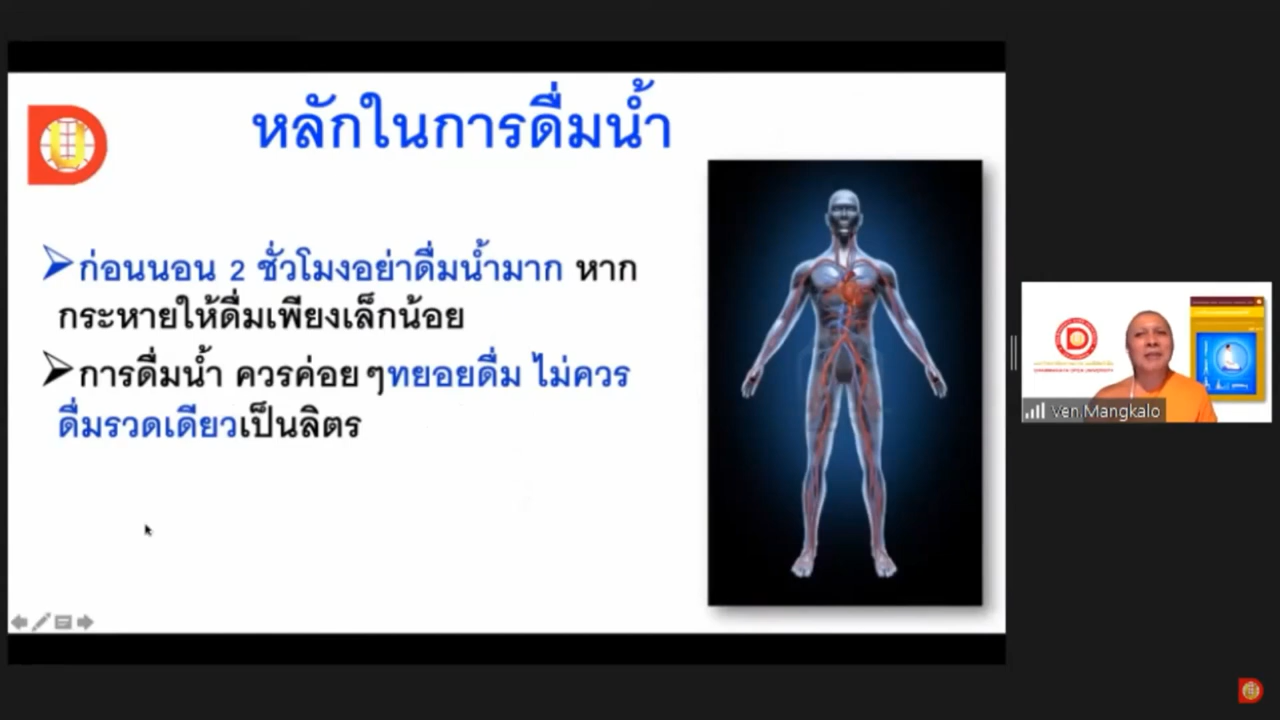 หลักในการดื่มน้ำ
ก่อนนอน 2 ชั่วโมงอย่าดื่มน้ำมาก หาก
กระหายให้ดื่มเพียงเล็กน้อย
การดื่มน้ำ ควรค่อยๆทยอยดื่ม ไม่ควร
ดื่มรวดเดียวเป็นลิตร
Ven.Mangkalo